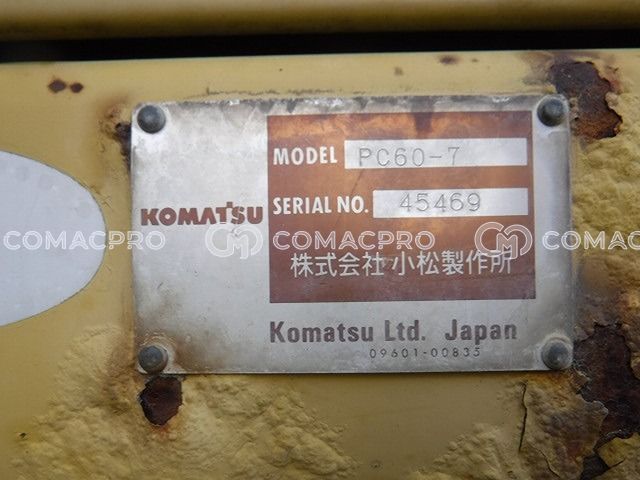 MODEL PC60-7
KOMATSU SERIAL NO. 45469
COMACPRO COMACPRO COMACPRO
株式会社 小松製作所
Komatsu Ltd. Japan
09601-00835